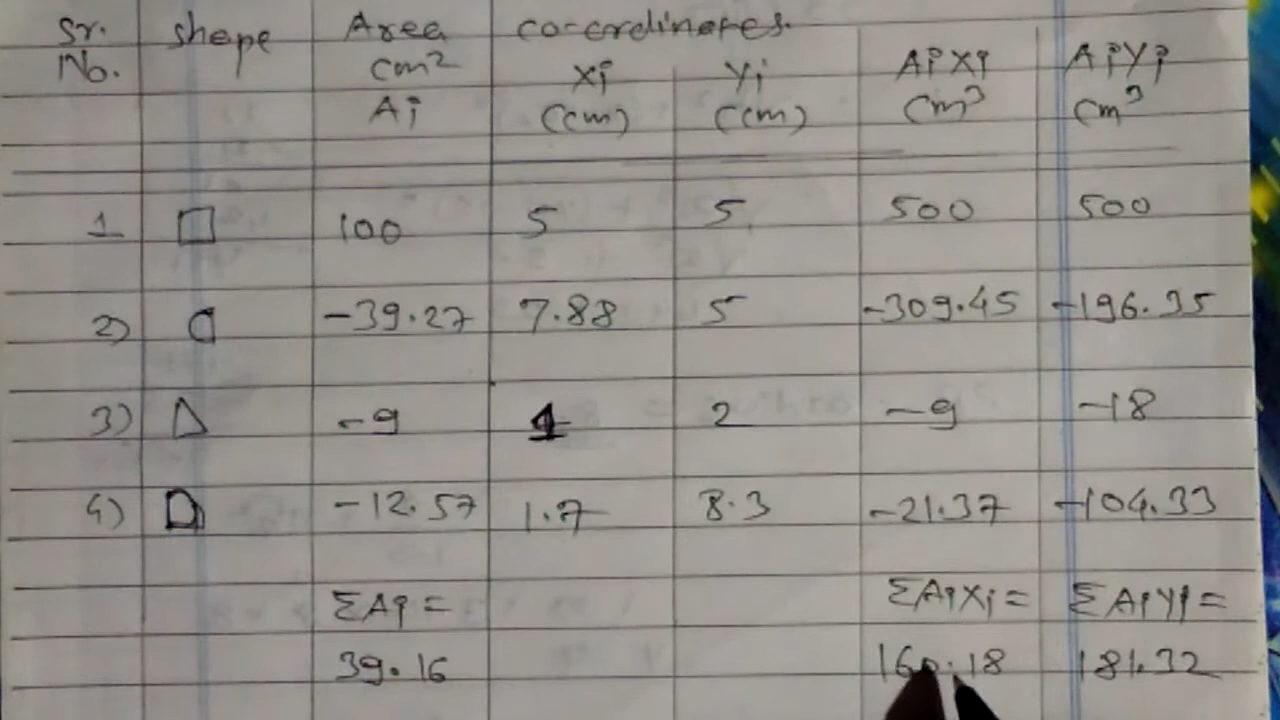 Sr. No. shape Area cm² Ai co-ordinates.
Xi (cm) Yi (cm) AiXi cm³ AiYi cm³
1 100 5 5 500 500
2) -39.27 7.88 5 -309.45 -196.35
3) -9 1 2 -9 -18
4) -12.57 1.7 8.3 -21.37 -104.33
ΣAi = ΣAiXi = ΣAiYi =
39.16 160.18 181.32